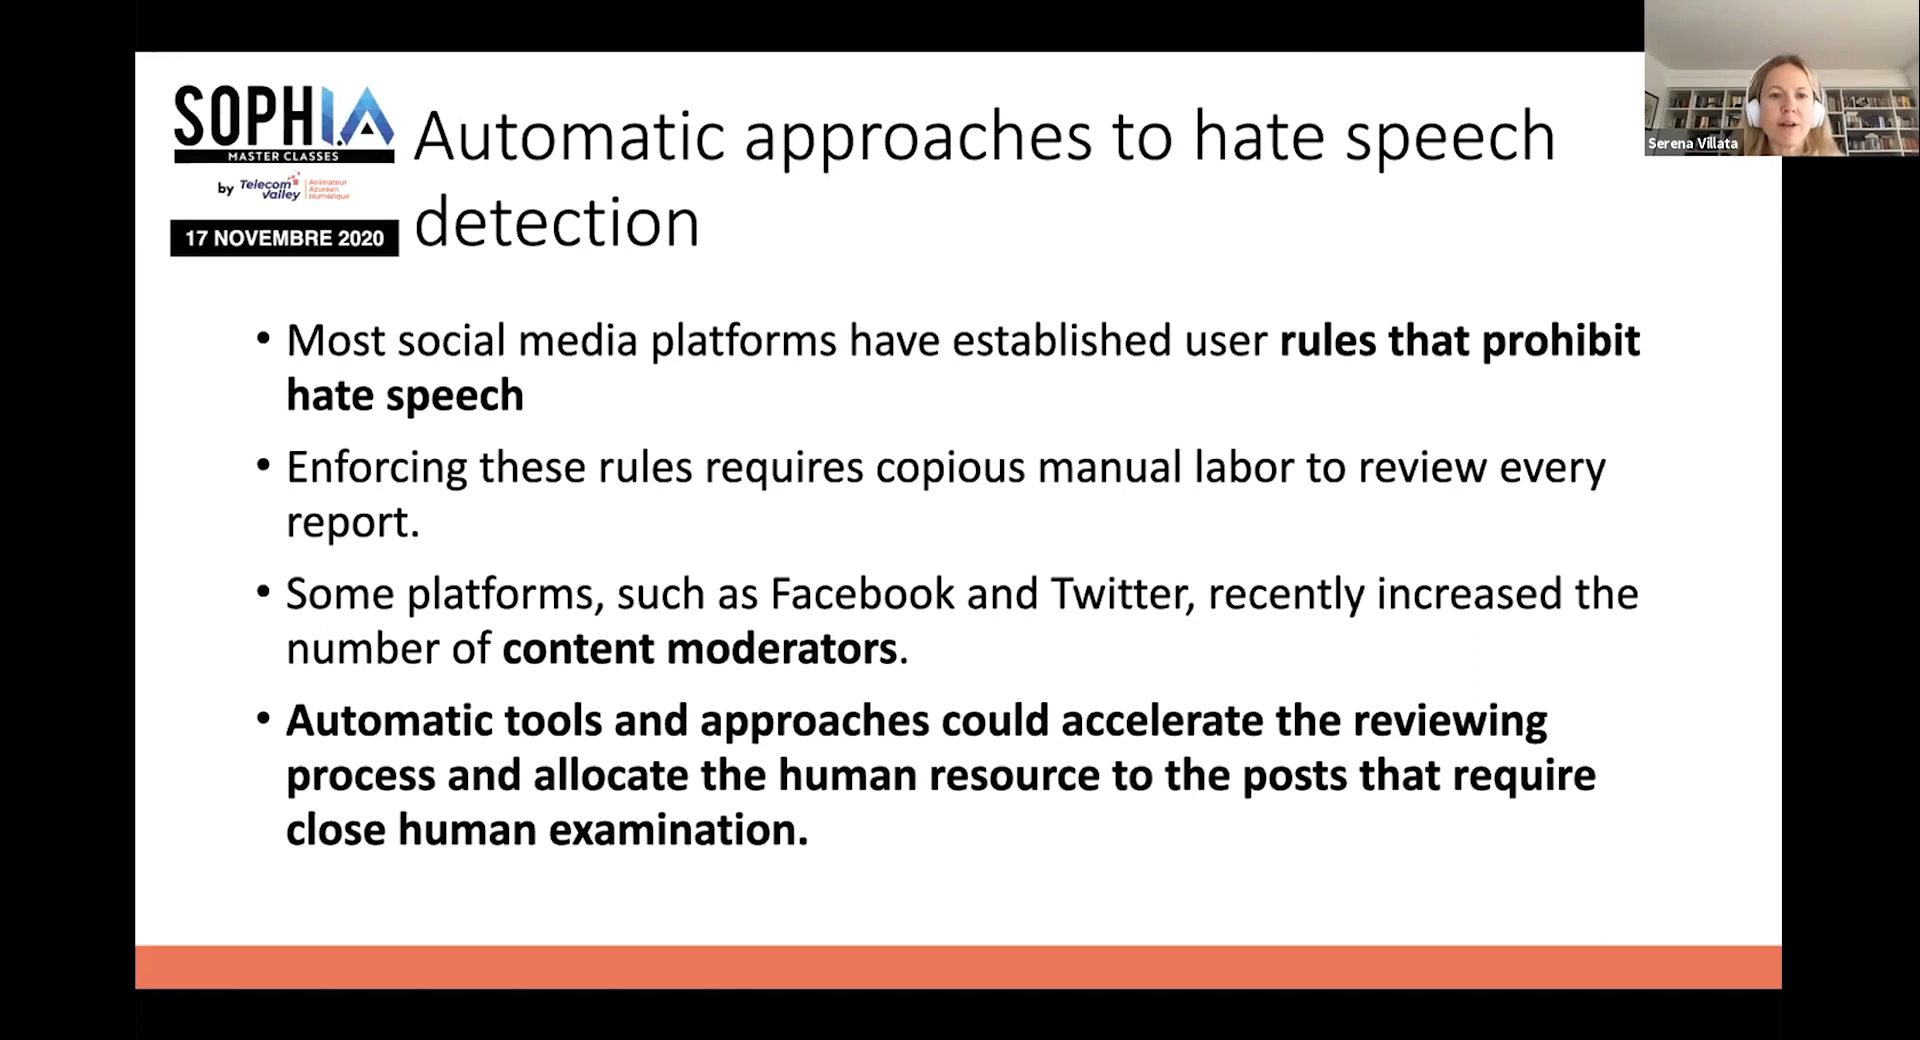 SOPHI.A
MASTER CLASSES
by Telecom Valley
Animateur
Azuréen
Numérique
17 NOVEMBRE 2020
Automatic approaches to hate speech
detection
Serena Villata
• Most social media platforms have established user rules that prohibit
hate speech
• Enforcing these rules requires copious manual labor to review every
report.
• Some platforms, such as Facebook and Twitter, recently increased the
number of content moderators.
• Automatic tools and approaches could accelerate the reviewing
process and allocate the human resource to the posts that require
close human examination.